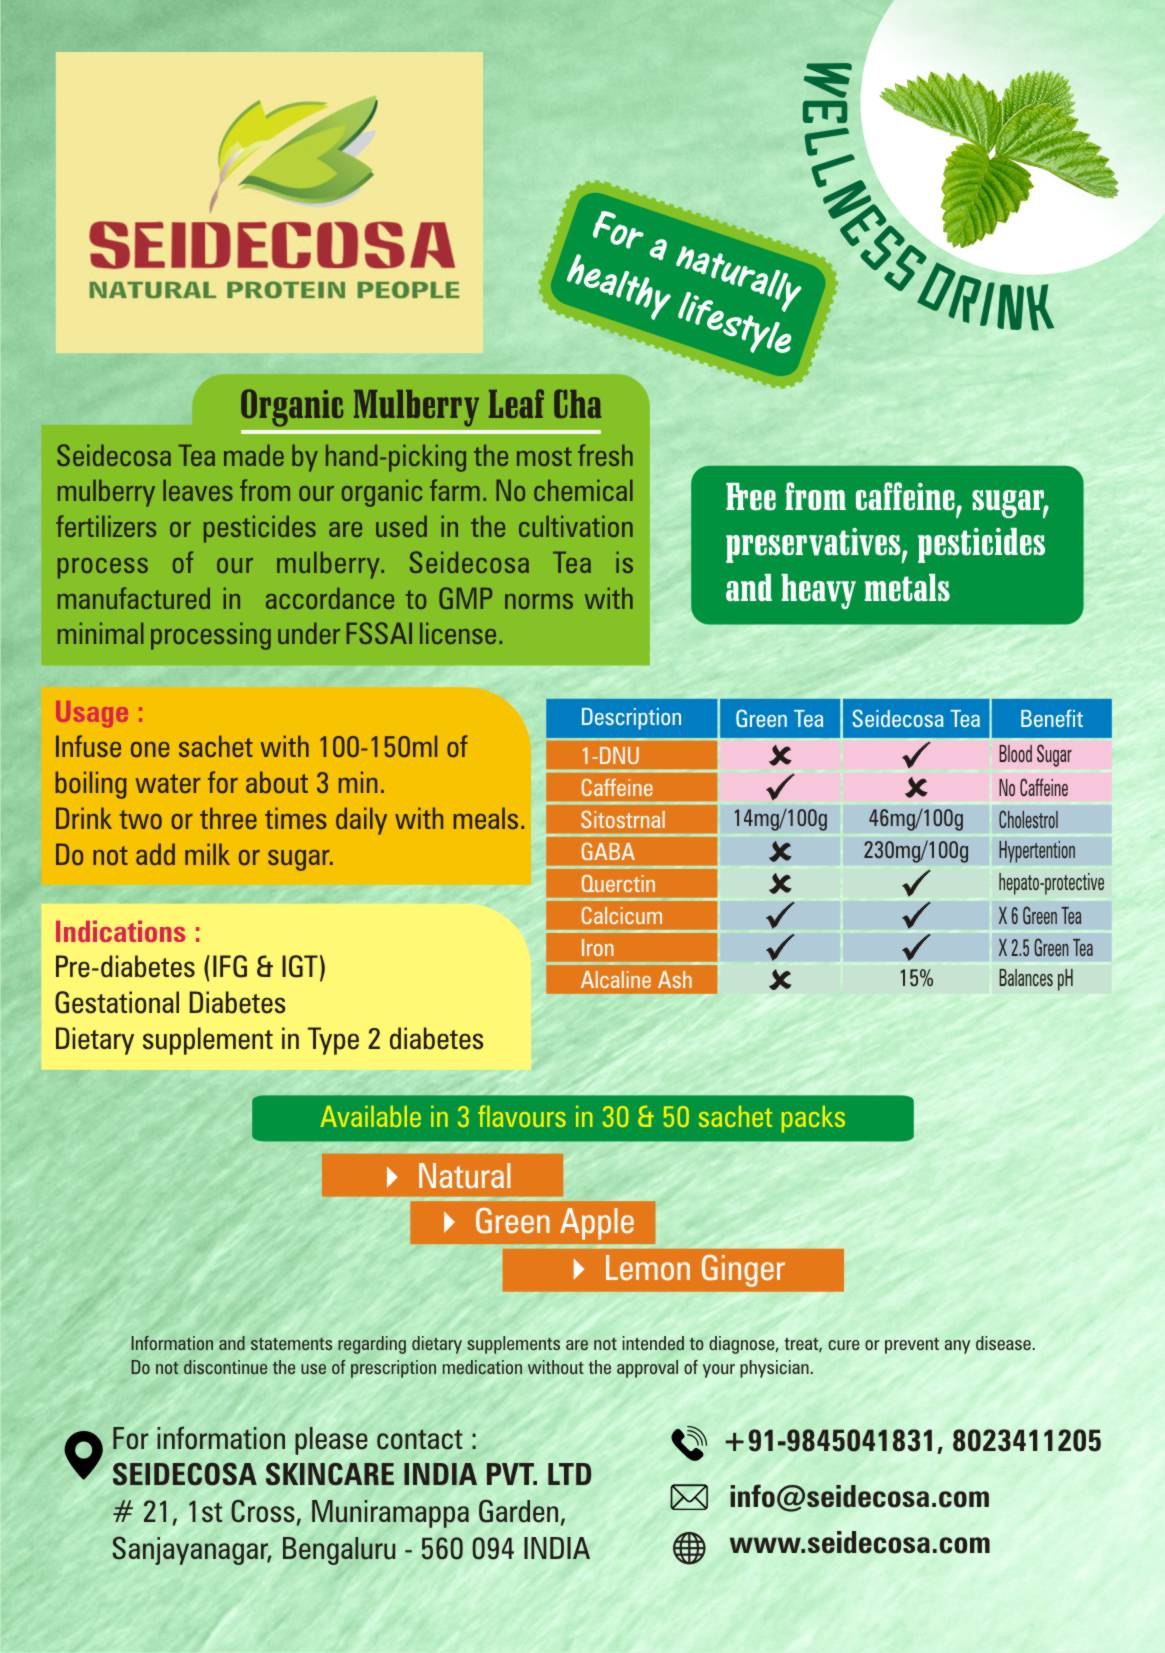 SEIDECOSA
NATURAL PROTEIN PEOPLE
WELLNESS DRINK
For a naturally
healthy lifestyle
Organic Mulberry Leaf Cha
Seidecosa Tea made by hand-picking the most fresh
mulberry leaves from our organic farm. No chemical
fertilizers or pesticides are used in the cultivation
process of our mulberry. Seidecosa Tea is
manufactured in accordance to GMP norms with
minimal processing under FSSAI license.
Free from caffeine, sugar,
preservatives, pesticides
and heavy metals
Usage :
Infuse one sachet with 100-150ml of
boiling water for about 3 min.
Drink two or three times daily with meals.
Do not add milk or sugar.
Indications :
Pre-diabetes (IFG & IGT)
Gestational Diabetes
Dietary supplement in Type 2 diabetes
Description Green Tea Seidecosa Tea Benefit
1-DNU ✘ ✓ Blood Sugar
Caffeine ✓ ✘ No Caffeine
Sitostrnal 14mg/100g 46mg/100g Cholestrol
GABA ✘ 230mg/100g Hypertention
Querctin ✘ ✓ hepato-protective
Calcicum ✓ ✓ X 6 Green Tea
Iron ✓ ✓ X 2.5 Green Tea
Alcaline Ash ✘ 15% Balances pH
Available in 3 flavours in 30 & 50 sachet packs
Natural
Green Apple
Lemon Ginger
Information and statements regarding dietary supplements are not intended to diagnose, treat, cure or prevent any disease.
Do not discontinue the use of prescription medication without the approval of your physician.
For information please contact :
SEIDECOSA SKINCARE INDIA PVT. LTD
# 21, 1st Cross, Muniramappa Garden,
Sanjayanagar, Bengaluru - 560 094 INDIA
+91-9845041831, 8023411205
info@seidecosa.com
www.seidecosa.com